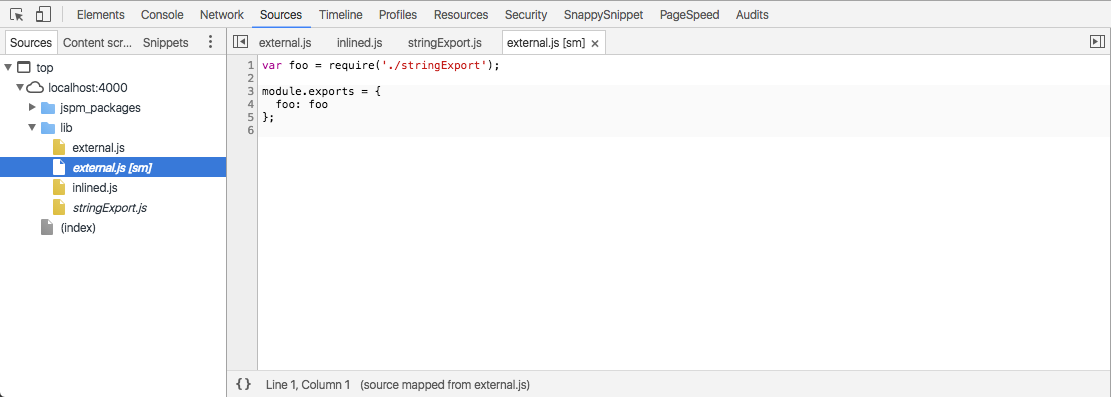 Elements Console Network Sources Timeline Profiles Resources Security SnappySnippet PageSpeed Audits
Sources Content scr... Snippets
external.js inlined.js stringExport.js external.js [sm] ×
top
localhost:4000
jspm_packages
lib
external.js
external.js [sm]
inlined.js
stringExport.js
(index)
1 var foo = require('./stringExport');
2
3 module.exports = {
4   foo: foo
5 };
6
{} Line 1, Column 1 (source mapped from external.js)